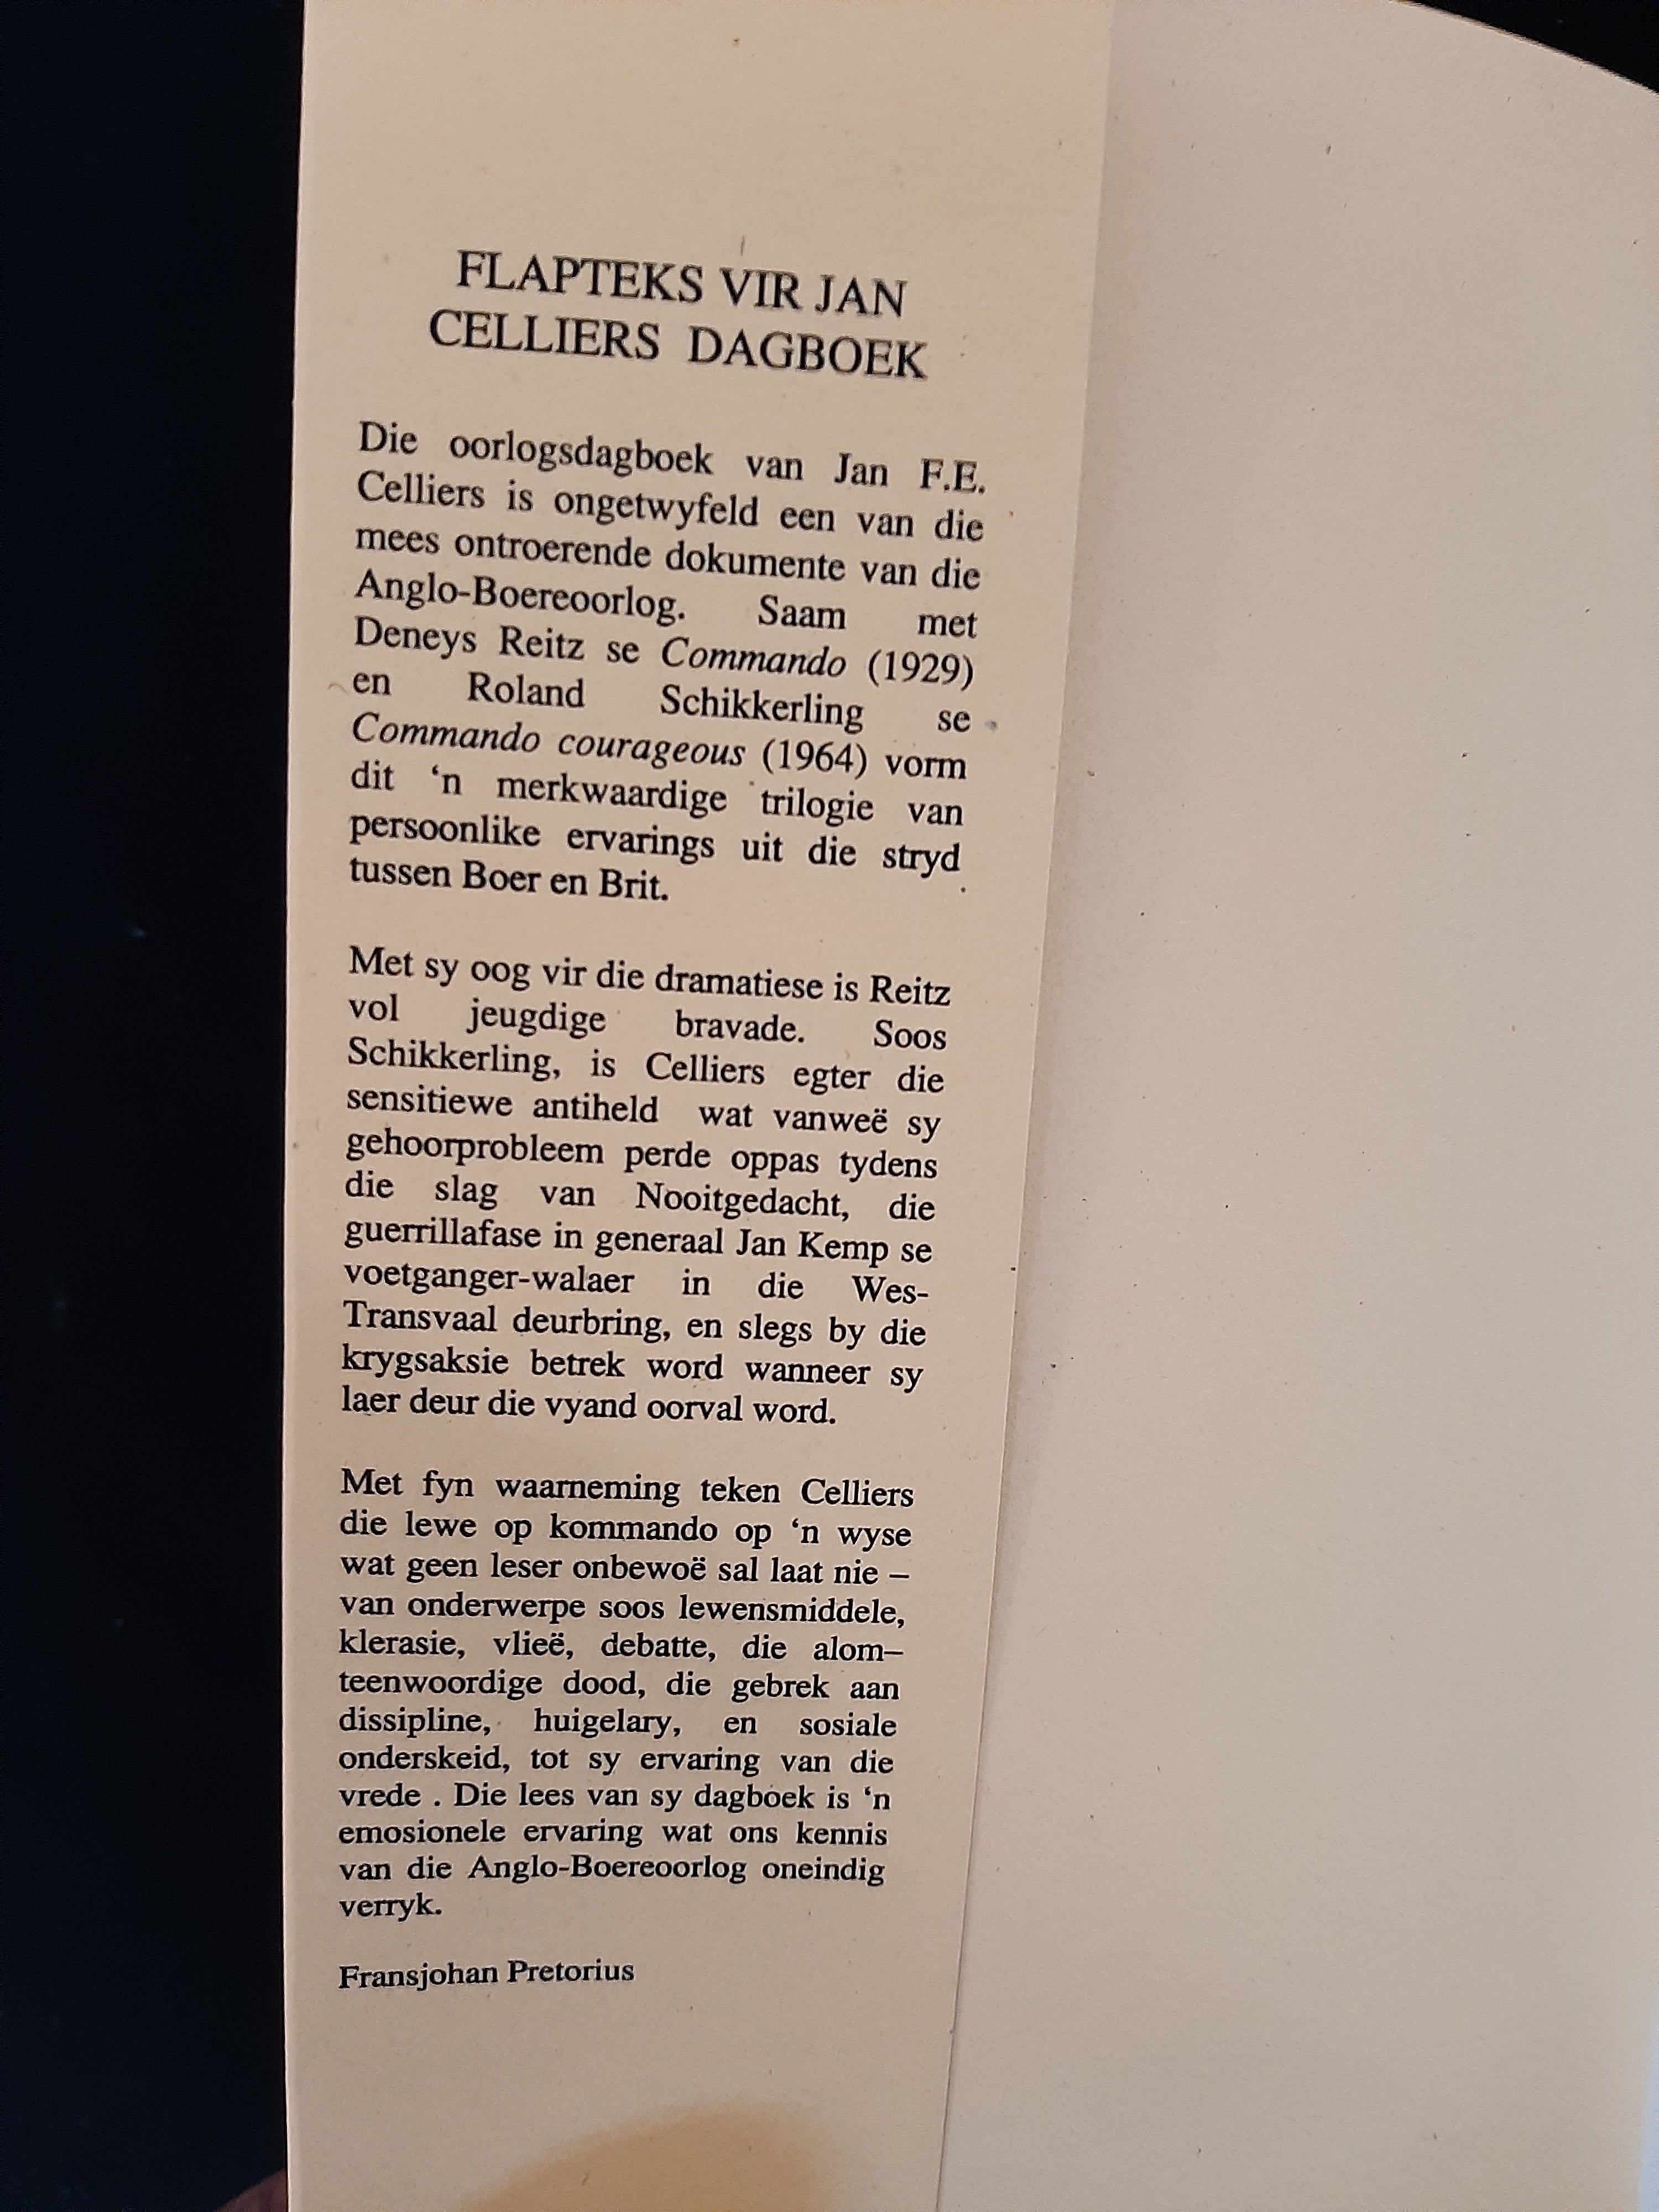 FLAPTEKS VIR JAN
CELLIERS DAGBOEK
Die oorlogsdagboek van Jan F.E.
Celliers is ongetwyfeld een van die
mees ontroerende dokumente van die
Anglo-Boereoorlog. Saam met
Deneys Reitz se Commando (1929)
en Roland Schikkerling se
Commando courageous (1964) vorm
dit ‘n merkwaardige trilogie van
persoonlike ervarings uit die stryd
tussen Boer en Brit.
Met sy oog vir die dramatiese is Reitz
vol jeugdige bravade. Soos
Schikkerling, is Celliers egter die
sensitiewe antiheld wat vanweë sy
gehoorprobleem perde oppas tydens
die slag van Nooitgedacht, die
guerrillafase in generaal Jan Kemp se
voetganger-walaer in die Wes-
Transvaal deurbring, en slegs by die
krygsaksie betrek word wanneer sy
laer deur die vyand oorval word.
Met fyn waarneming teken Celliers
die lewe op kommando op ‘n wyse
wat geen leser onbewoë sal laat nie –
van onderwerpe soos lewensmiddele,
klerasie, vlieë, debatte, die alom–
teenwoordige dood, die gebrek aan
dissipline, huigelary, en sosiale
onderskeid, tot sy ervaring van die
vrede . Die lees van sy dagboek is ‘n
emosionele ervaring wat ons kennis
van die Anglo-Boereoorlog oneindig
verryk.
Fransjohan Pretorius